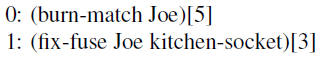 0: (burn-match Joe)[5]
1: (fix-fuse Joe kitchen-socket)[3]